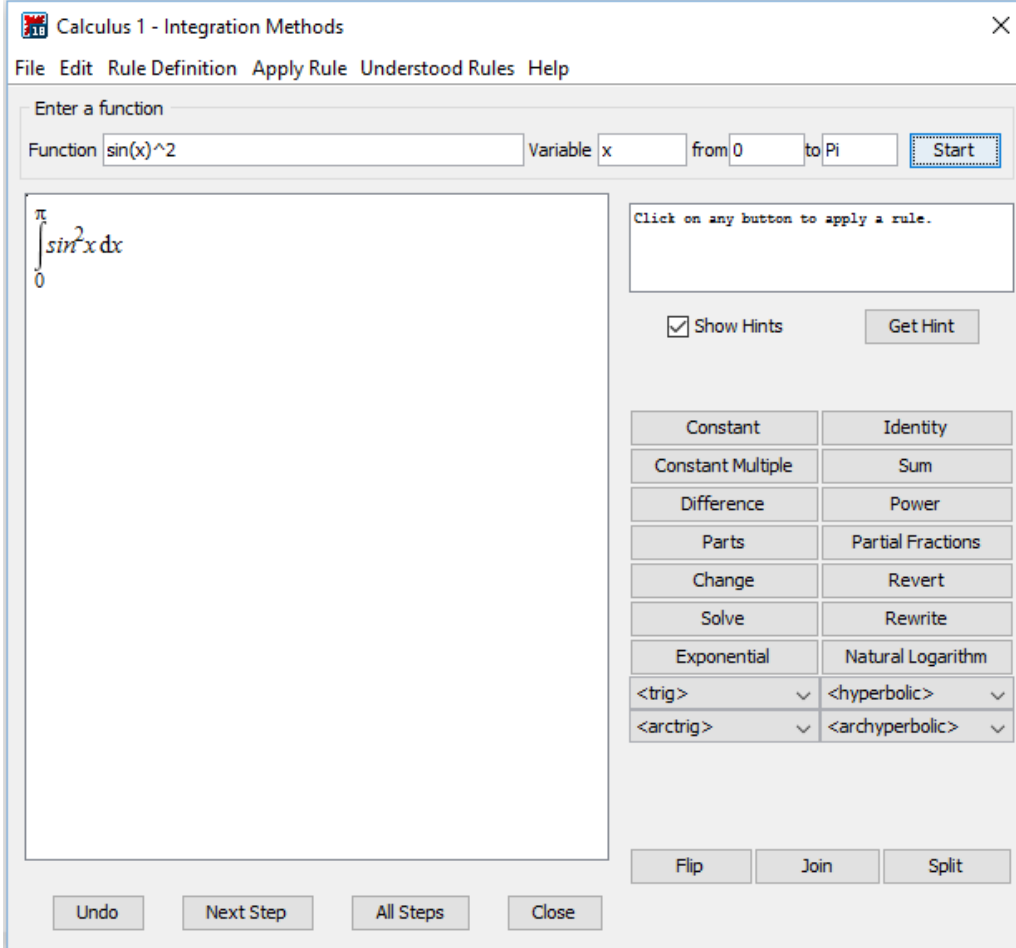 18 Calculus 1 - Integration Methods
File Edit Rule Definition Apply Rule Understood Rules Help
Enter a function
Function sin(x)^2 Variable x from 0 to Pi Start
π
∫sin²x dx
0
Click on any button to apply a rule.
Show Hints Get Hint
Constant Identity
Constant Multiple Sum
Difference Power
Parts Partial Fractions
Change Revert
Solve Rewrite
Exponential Natural Logarithm
<trig> <hyperbolic>
<arctrig> <archyperbolic>
Flip Join Split
Undo Next Step All Steps Close